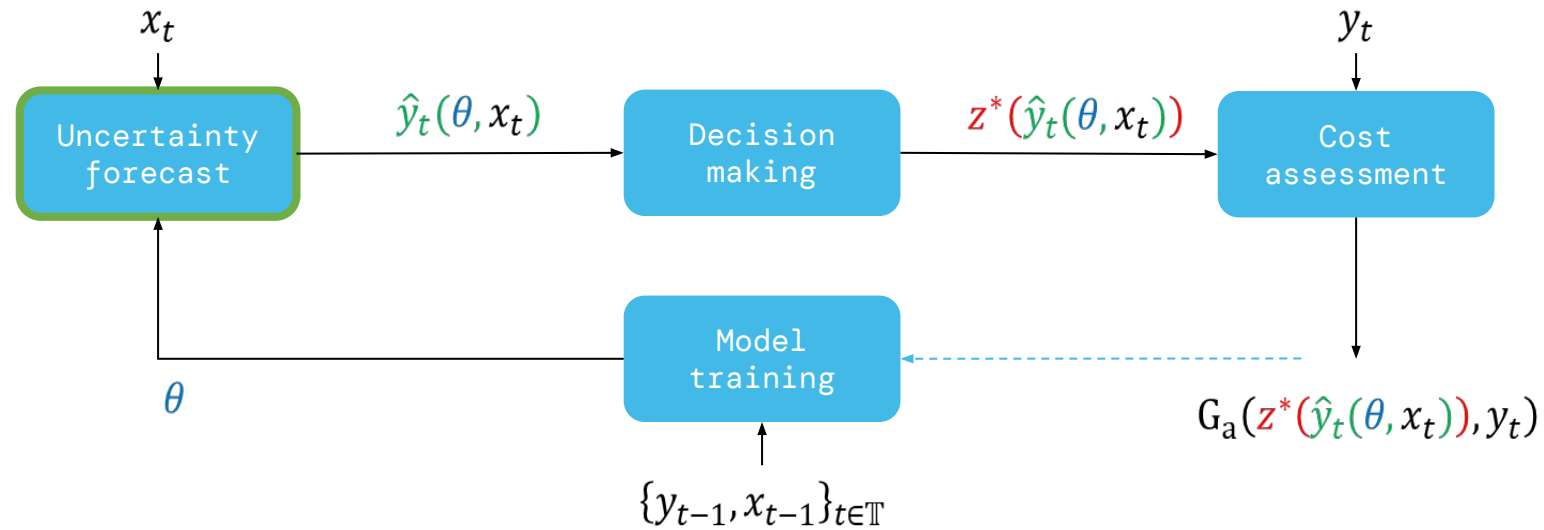 x_t
y_t
Uncertainty
forecast
ŷ_t(θ, x_t)
Decision
making
z*(ŷ_t(θ, x_t))
Cost
assessment
Model
training
θ
G_a(z*(ŷ_t(θ, x_t)), y_t)
{y_{t−1}, x_{t−1}}_{t∈𝕋}